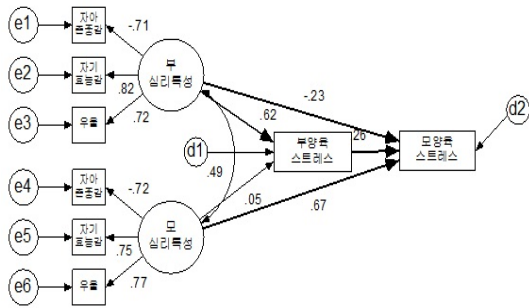 e1
자아
존중감
-.71
e2
자기
효능감
.82
부
심리특성
e3
우울
.72
-.23
.62
d2
d1
부양육
스트레스
.26
모양육
스트레스
.49
e4
자아
존중감
-.72
.05
.67
e5
자기
효능감
.75
모
심리특성
e6
우울
.77